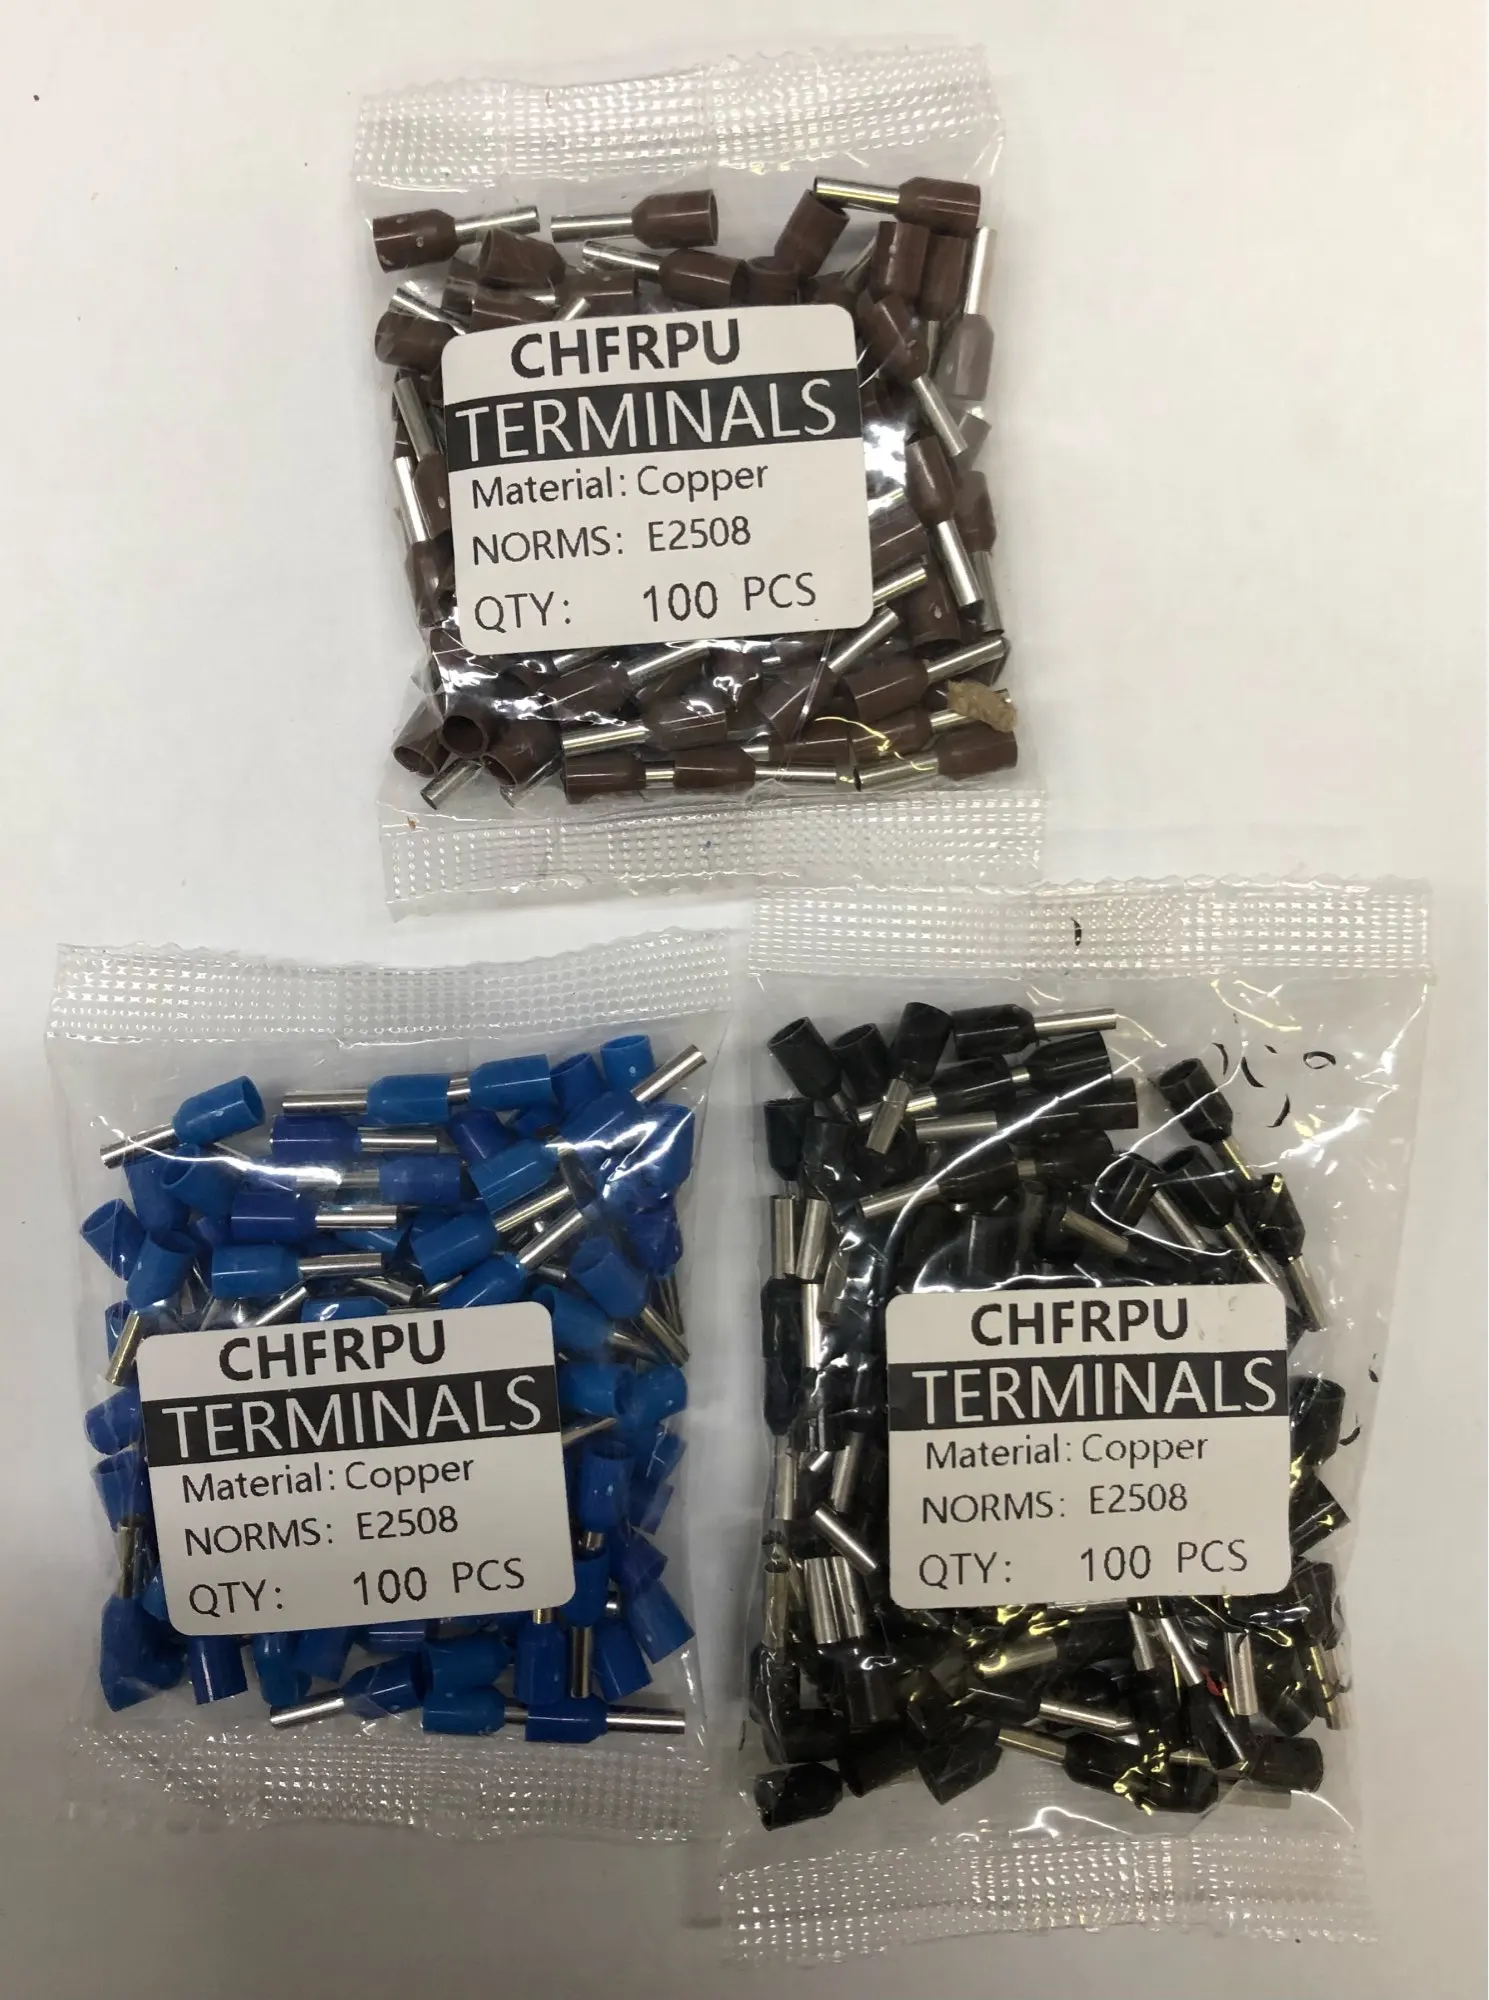 CHFRPU
TERMINALS
Material: Copper
NORMS: E2508
QTY: 100 PCS
CHFRPU
TERMINALS
Material: Copper
NORMS: E2508
QTY: 100 PCS
CHFRPU
TERMINALS
Material: Copper
NORMS: E2508
QTY: 100 PCS